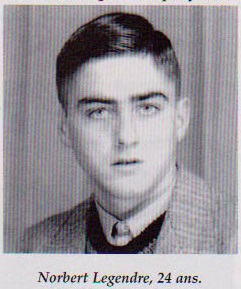 Norbert Legendre, 24 ans.